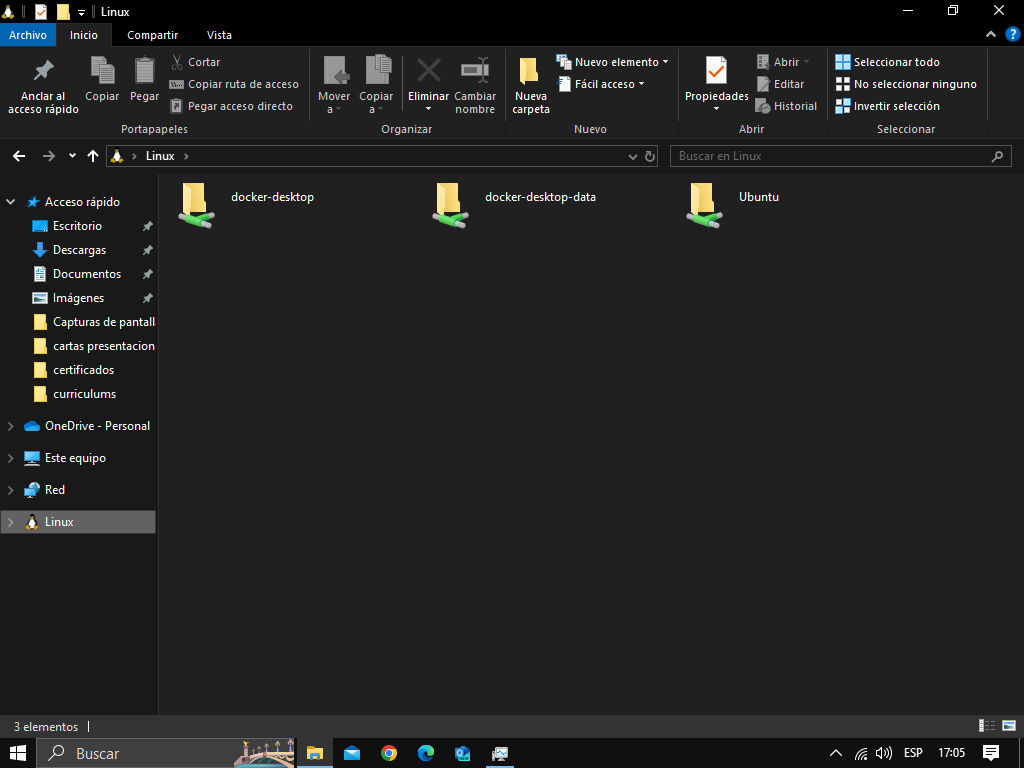 Linux
Archivo Inicio Compartir Vista
Anclar al acceso rápido
Copiar
Pegar
Cortar
Copiar ruta de acceso
Pegar acceso directo
Portapapeles
Mover a
Copiar a
Eliminar
Cambiar nombre
Organizar
Nueva carpeta
Nuevo elemento
Fácil acceso
Nuevo
Propiedades
Abrir
Editar
Historial
Abrir
Seleccionar todo
No seleccionar ninguno
Invertir selección
Seleccionar
Linux
Buscar en Linux
Acceso rápido
Escritorio
Descargas
Documentos
Imágenes
Capturas de pantall
cartas presentacion
certificados
curriculums
OneDrive - Personal
Este equipo
Red
Linux
docker-desktop
docker-desktop-data
Ubuntu
3 elementos
Buscar
ESP
17:05